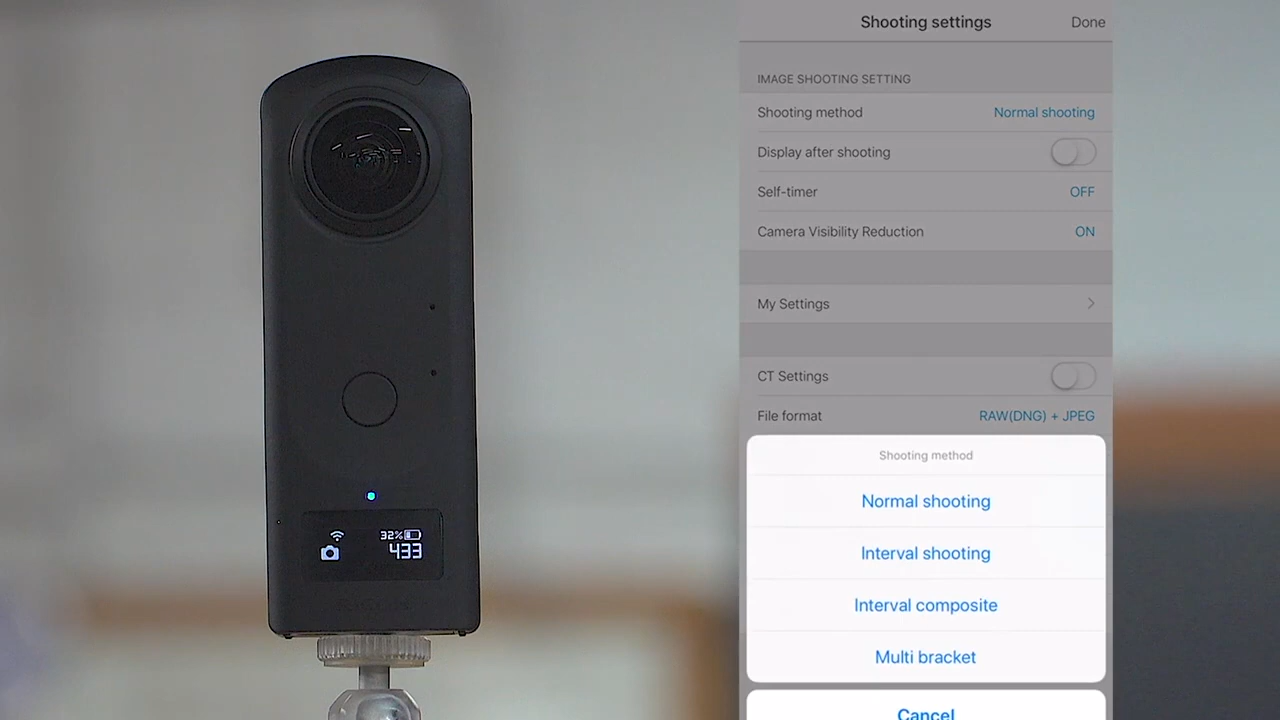 32%
433
Shooting settings
Done
IMAGE SHOOTING SETTING
Shooting method
Normal shooting
Display after shooting
Self-timer
OFF
Camera Visibility Reduction
ON
My Settings
CT Settings
File format
RAW(DNG) + JPEG
Shooting method
Normal shooting
Interval shooting
Interval composite
Multi bracket
Cancel